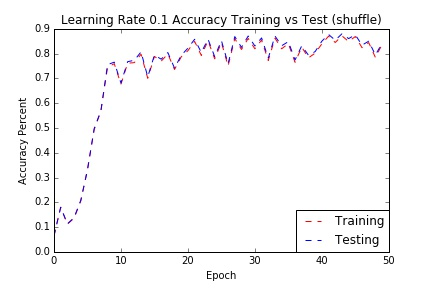 Learning Rate 0.1 Accuracy Training vs Test (shuffle)
0.9
0.8
0.7
0.6
0.5
0.4
0.3
0.2
0.1
0.0
Accuracy Percent
Training
Testing
0 10 20 30 40 50
Epoch